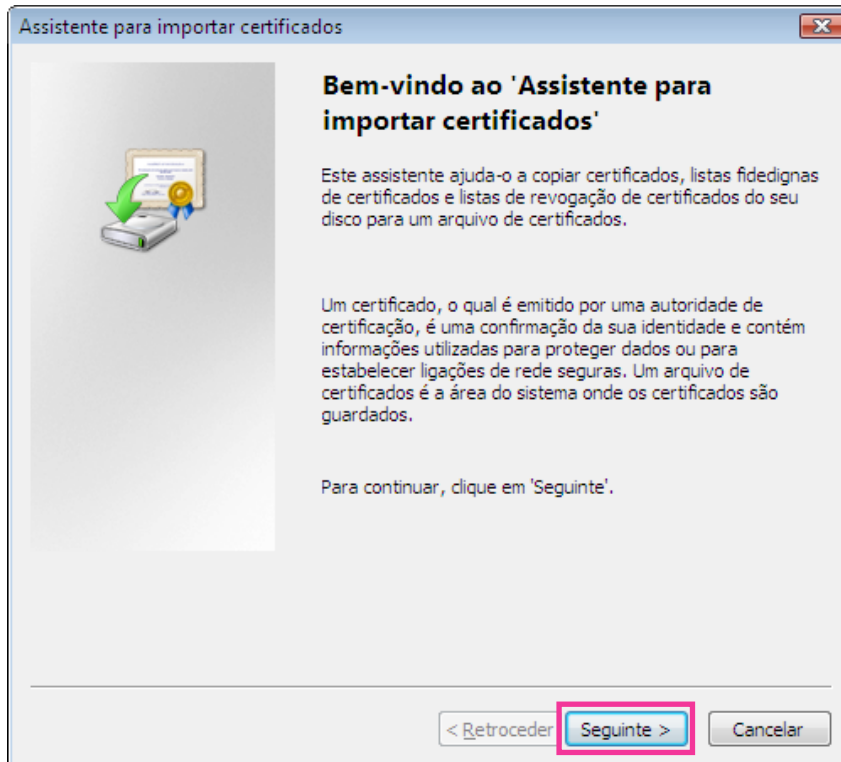 Assistente para importar certificados
Bem-vindo ao 'Assistente para
importar certificados'
Este assistente ajuda-o a copiar certificados, listas fidedignas
de certificados e listas de revogação de certificados do seu
disco para um arquivo de certificados.
Um certificado, o qual é emitido por uma autoridade de
certificação, é uma confirmação da sua identidade e contém
informações utilizadas para proteger dados ou para
estabelecer ligações de rede seguras. Um arquivo de
certificados é a área do sistema onde os certificados são
guardados.
Para continuar, clique em 'Seguinte'.
< Retroceder Seguinte > Cancelar